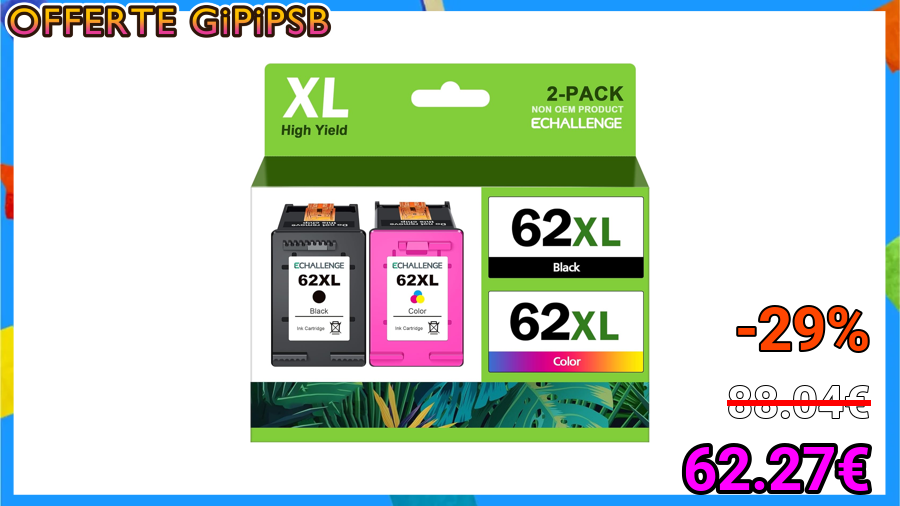 OFFERTE GiPiPSB
XL
High Yield
2-PACK
NON OEM PRODUCT
ECHALLENGE
ECHALLENGE
62XL
Black
Ink Cartridge
ECHALLENGE
62XL
Color
Ink Cartridge
62XL
Black
62XL
Color
-29%
88.04€
62.27€